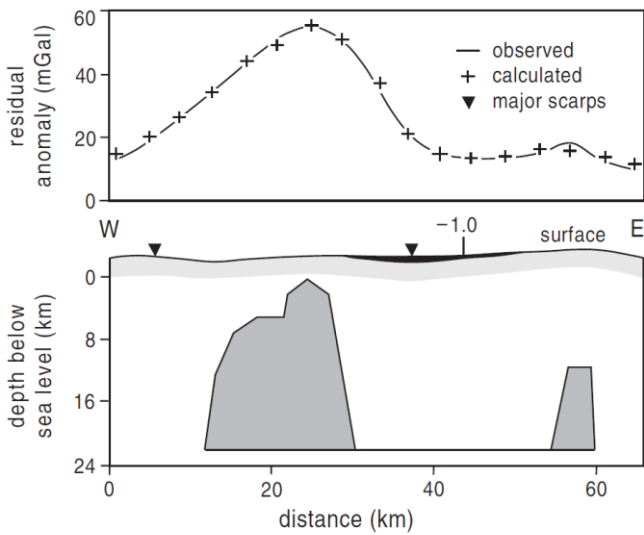 60
40
20
0
residual
anomaly (mGal)
observed
calculated
major scarps
W
−1.0
E
surface
0
8
16
24
depth below
sea level (km)
0 20 40 60
distance (km)